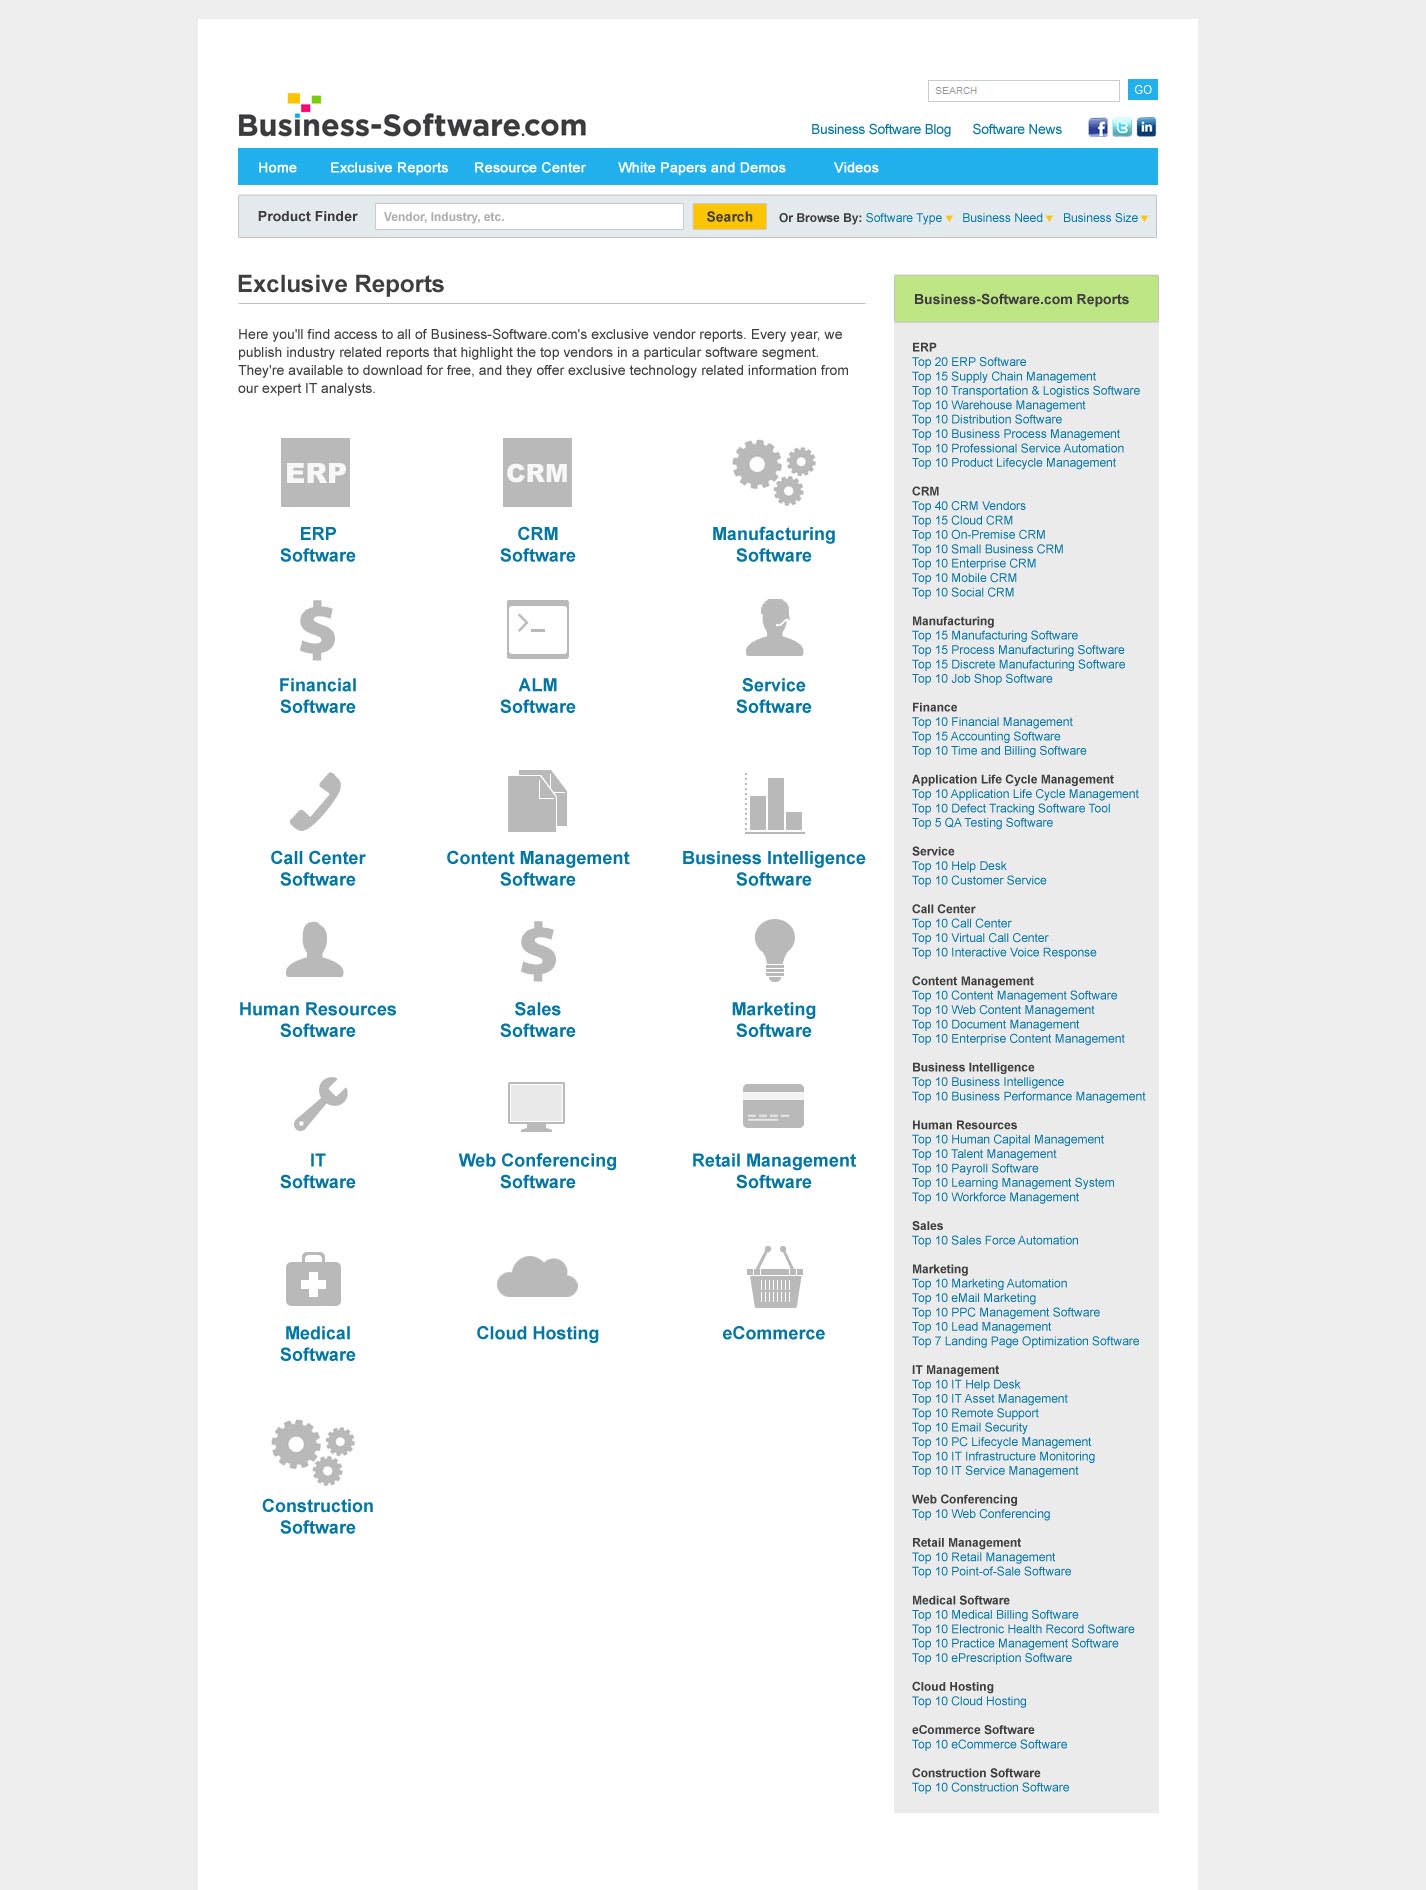 SEARCH
GO
Business-Software.com
Business Software Blog
Software News
Home
Exclusive Reports
Resource Center
White Papers and Demos
Videos
Product Finder
Vendor, Industry, etc.
Search
Or Browse By: Software Type
Business Need
Business Size
Exclusive Reports
Here you'll find access to all of Business-Software.com's exclusive vendor reports. Every year, we
publish industry related reports that highlight the top vendors in a particular software segment.
They're available to download for free, and they offer exclusive technology related information from
our expert IT analysts.
ERP
CRM
ERP
Software
CRM
Software
Manufacturing
Software
Financial
Software
ALM
Software
Service
Software
Call Center
Software
Content Management
Software
Business Intelligence
Software
Human Resources
Software
Sales
Software
Marketing
Software
IT
Software
Web Conferencing
Software
Retail Management
Software
Medical
Software
Cloud Hosting
eCommerce
Construction
Software
Business-Software.com Reports
ERP
Top 20 ERP Software
Top 15 Supply Chain Management
Top 10 Transportation & Logistics Software
Top 10 Warehouse Management
Top 10 Distribution Software
Top 10 Business Process Management
Top 10 Professional Service Automation
Top 10 Product Lifecycle Management
CRM
Top 40 CRM Vendors
Top 15 Cloud CRM
Top 10 On-Premise CRM
Top 10 Small Business CRM
Top 10 Enterprise CRM
Top 10 Mobile CRM
Top 10 Social CRM
Manufacturing
Top 15 Manufacturing Software
Top 15 Process Manufacturing Software
Top 15 Discrete Manufacturing Software
Top 10 Job Shop Software
Finance
Top 10 Financial Management
Top 15 Accounting Software
Top 10 Time and Billing Software
Application Life Cycle Management
Top 10 Application Life Cycle Management
Top 10 Defect Tracking Software Tool
Top 5 QA Testing Software
Service
Top 10 Help Desk
Top 10 Customer Service
Call Center
Top 10 Call Center
Top 10 Virtual Call Center
Top 10 Interactive Voice Response
Content Management
Top 10 Content Management Software
Top 10 Web Content Management
Top 10 Document Management
Top 10 Enterprise Content Management
Business Intelligence
Top 10 Business Intelligence
Top 10 Business Performance Management
Human Resources
Top 10 Human Capital Management
Top 10 Talent Management
Top 10 Payroll Software
Top 10 Learning Management System
Top 10 Workforce Management
Sales
Top 10 Sales Force Automation
Marketing
Top 10 Marketing Automation
Top 10 eMail Marketing
Top 10 PPC Management Software
Top 10 Lead Management
Top 7 Landing Page Optimization Software
IT Management
Top 10 IT Help Desk
Top 10 IT Asset Management
Top 10 Remote Support
Top 10 Email Security
Top 10 PC Lifecycle Management
Top 10 IT Infrastructure Monitoring
Top 10 IT Service Management
Web Conferencing
Top 10 Web Conferencing
Retail Management
Top 10 Retail Management
Top 10 Point-of-Sale Software
Medical Software
Top 10 Medical Billing Software
Top 10 Electronic Health Record Software
Top 10 Practice Management Software
Top 10 ePrescription Software
Cloud Hosting
Top 10 Cloud Hosting
eCommerce Software
Top 10 eCommerce Software
Construction Software
Top 10 Construction Software